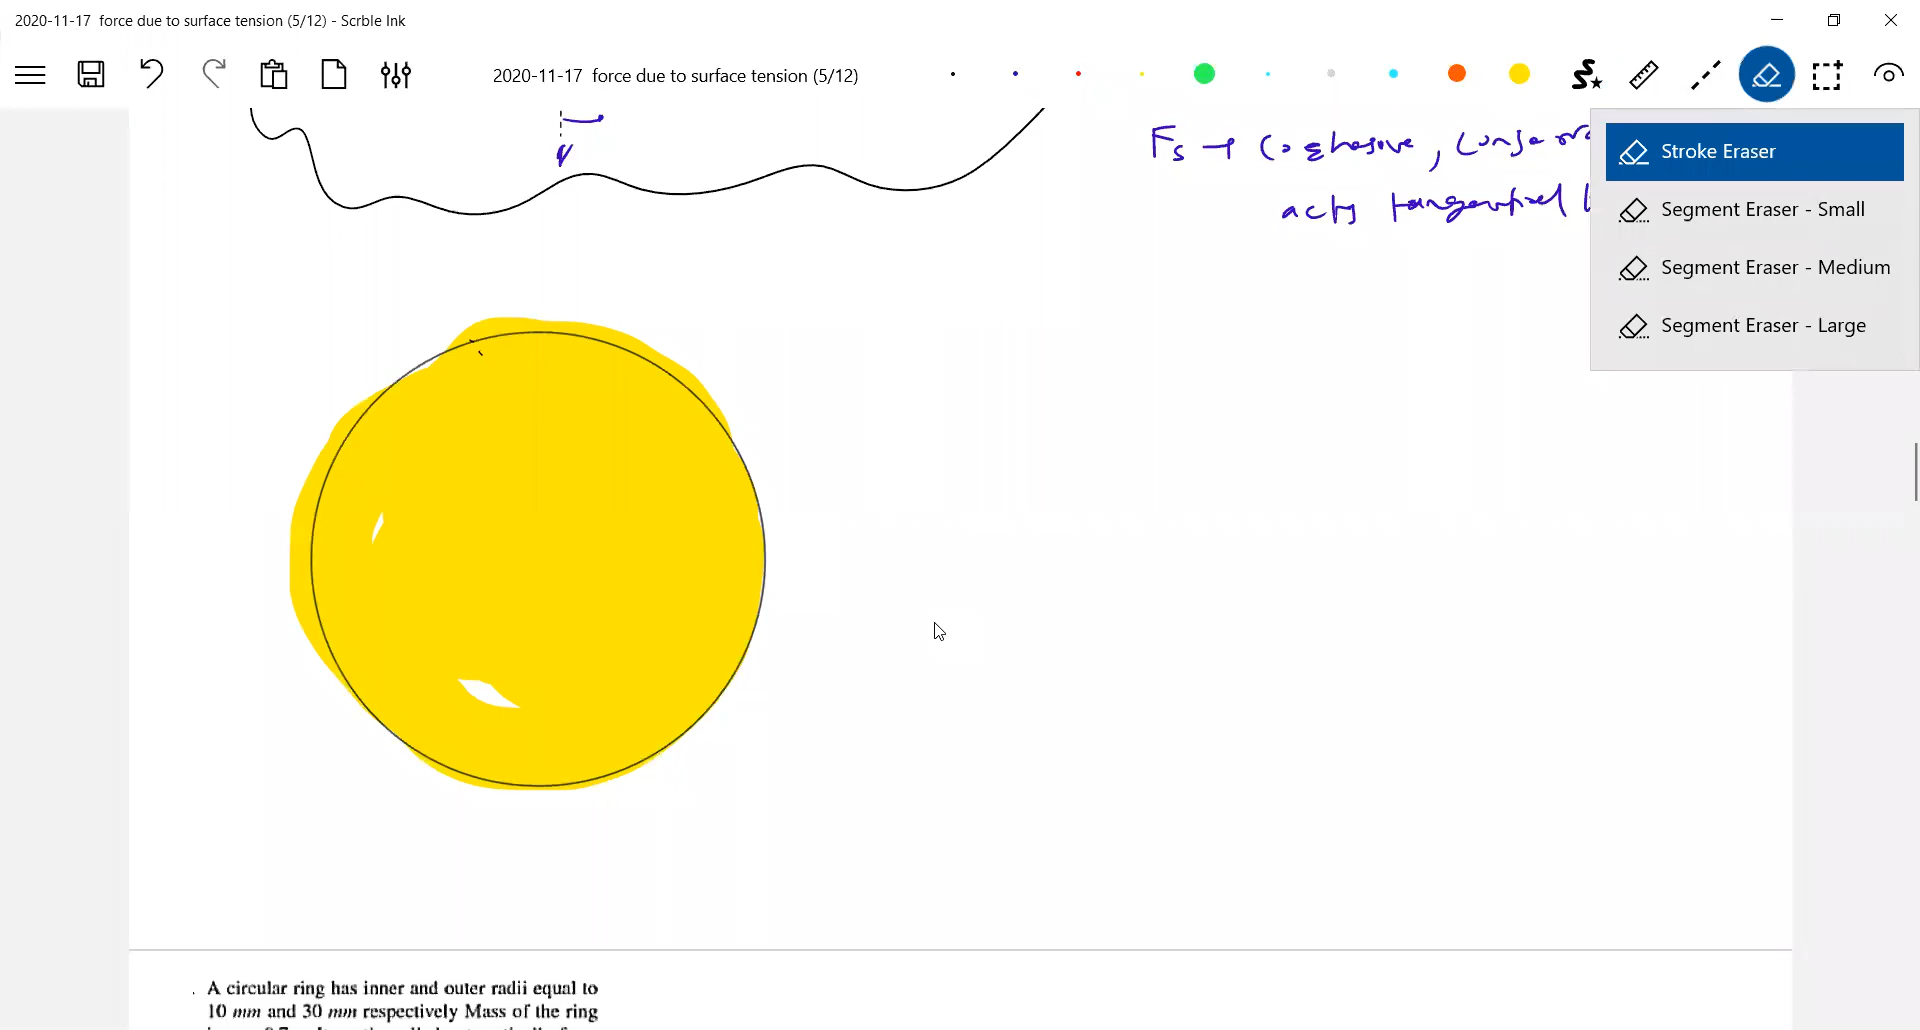 2020-11-17 force due to surface tension (5/12) - Scrble Ink
2020-11-17 force due to surface tension (5/12)
Stroke Eraser
Segment Eraser - Small
Segment Eraser - Medium
Segment Eraser - Large
Fs → Cohesive,
acts tangential
A circular ring has inner and outer radii equal to
10 mm and 30 mm respectively Mass of the ring